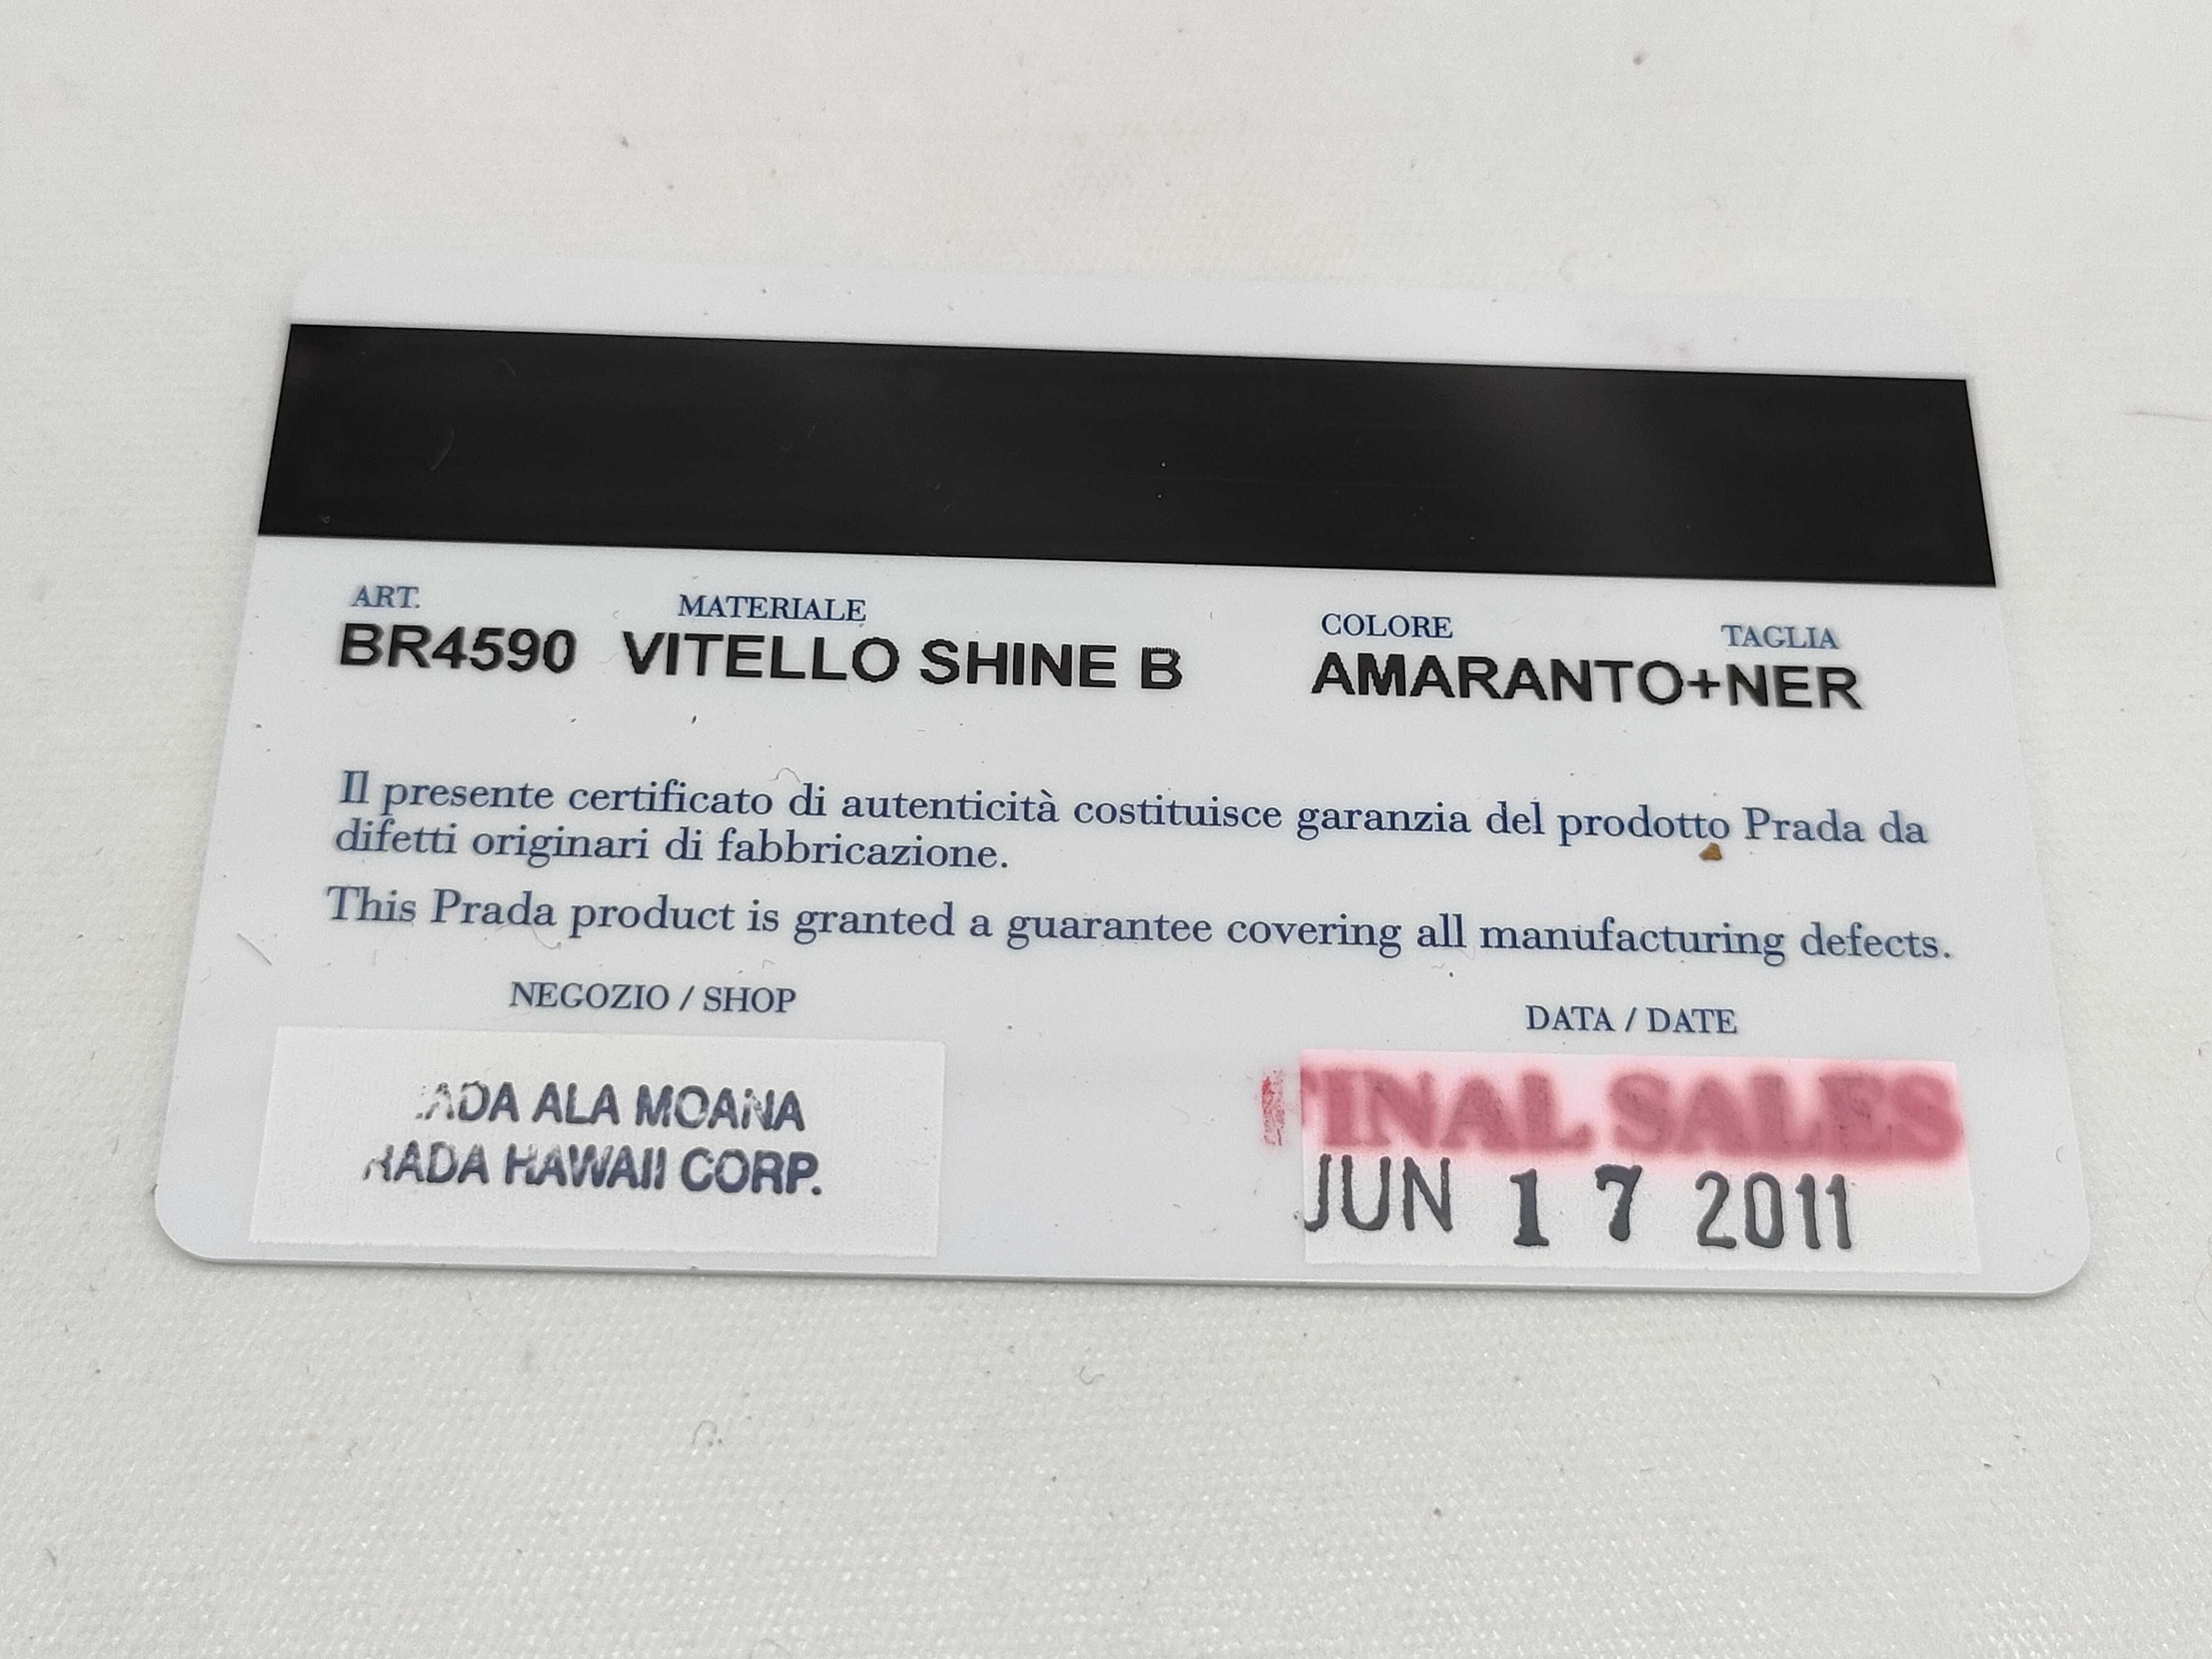 ART. MATERIALE COLORE TAGLIA
BR4590 VITELLO SHINE B AMARANTO+NER
Il presente certificato di autenticità costituisce garanzia del prodotto Prada da
difetti originari di fabbricazione.
This Prada product is granted a guarantee covering all manufacturing defects.
NEGOZIO / SHOP DATA / DATE
ADA ALA MOANA
RADA HAWAII CORP.
FINAL SALES
JUN 17 2011